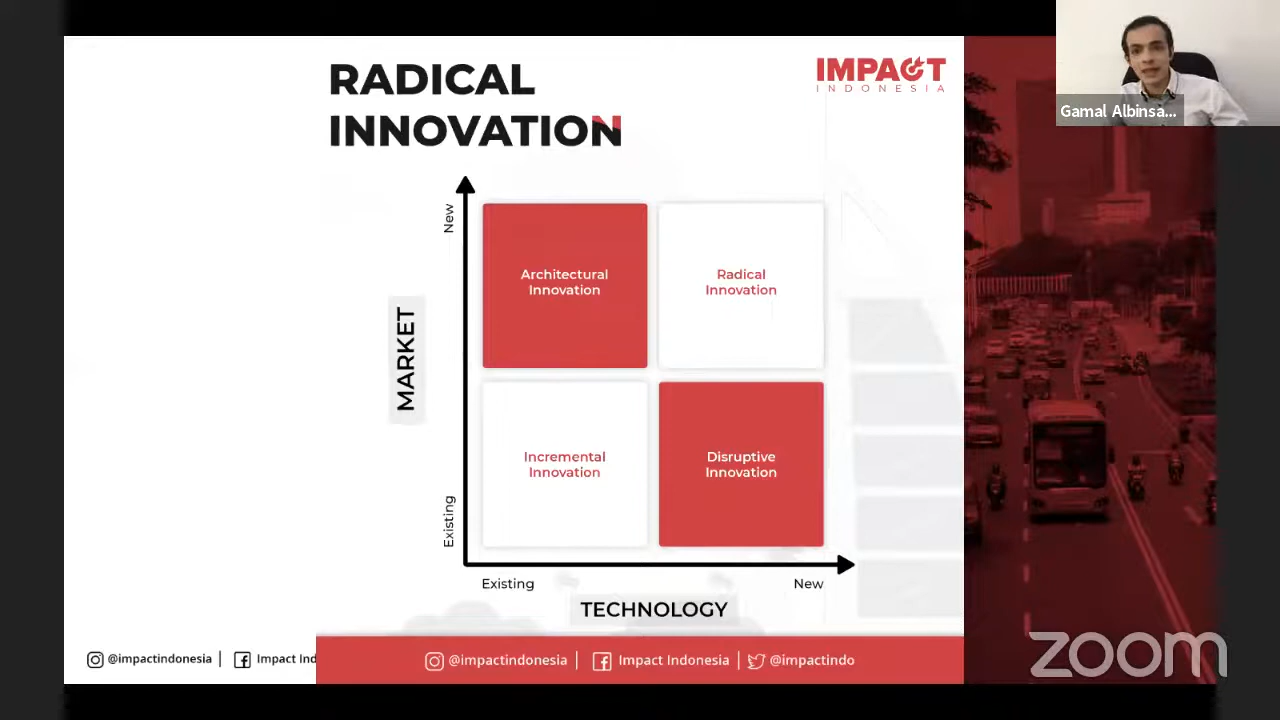 RADICAL
INNOVATION
IMPACT
INDONESIA
Gamal Albinsa...
New
Architectural
Innovation
Radical
Innovation
MARKET
Incremental
Innovation
Disruptive
Innovation
Existing
Existing
New
TECHNOLOGY
@impactindonesia | Impact Ind
@impactindonesia | Impact Indonesia | @impactindo
zoom